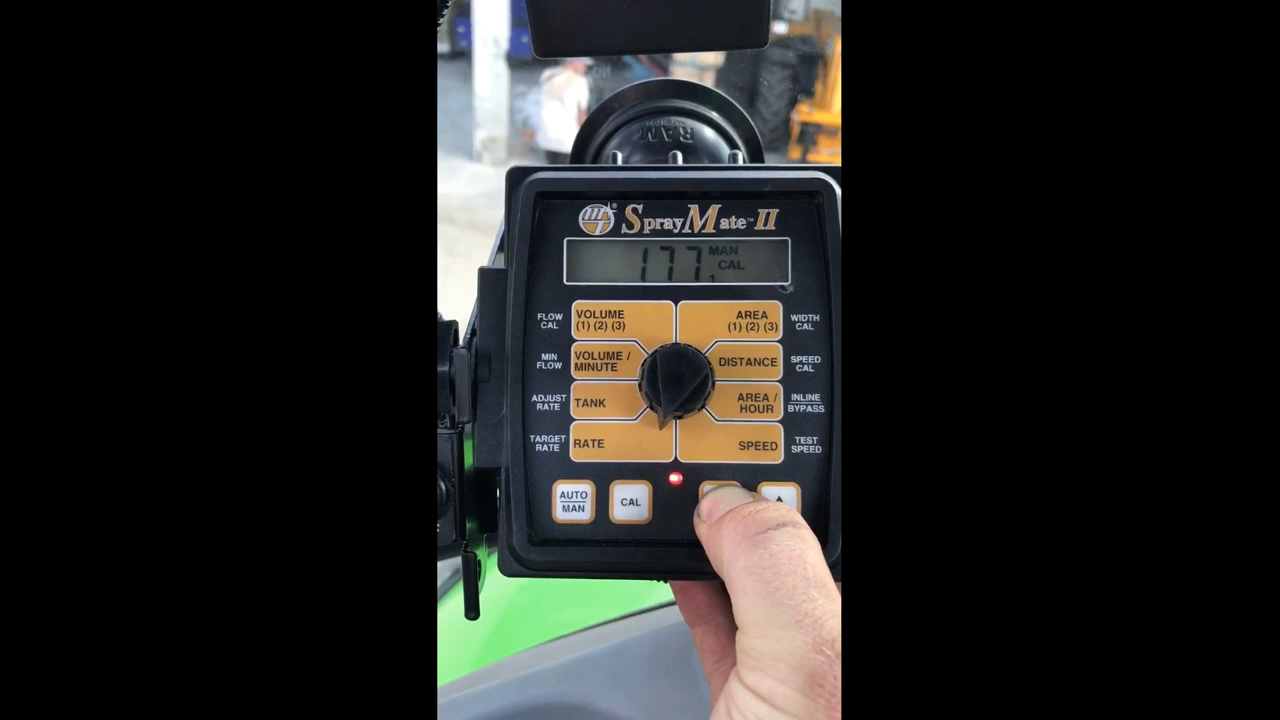 RAM
SprayMate™ II
177 MAN
CAL
1
FLOW
CAL
VOLUME
(1) (2) (3)
AREA
(1) (2) (3)
WIDTH
CAL
MIN
FLOW
VOLUME /
MINUTE
DISTANCE
SPEED
CAL
ADJUST
RATE
TANK
AREA /
HOUR
INLINE
BYPASS
TARGET
RATE
RATE
SPEED
TEST
SPEED
AUTO
MAN
CAL